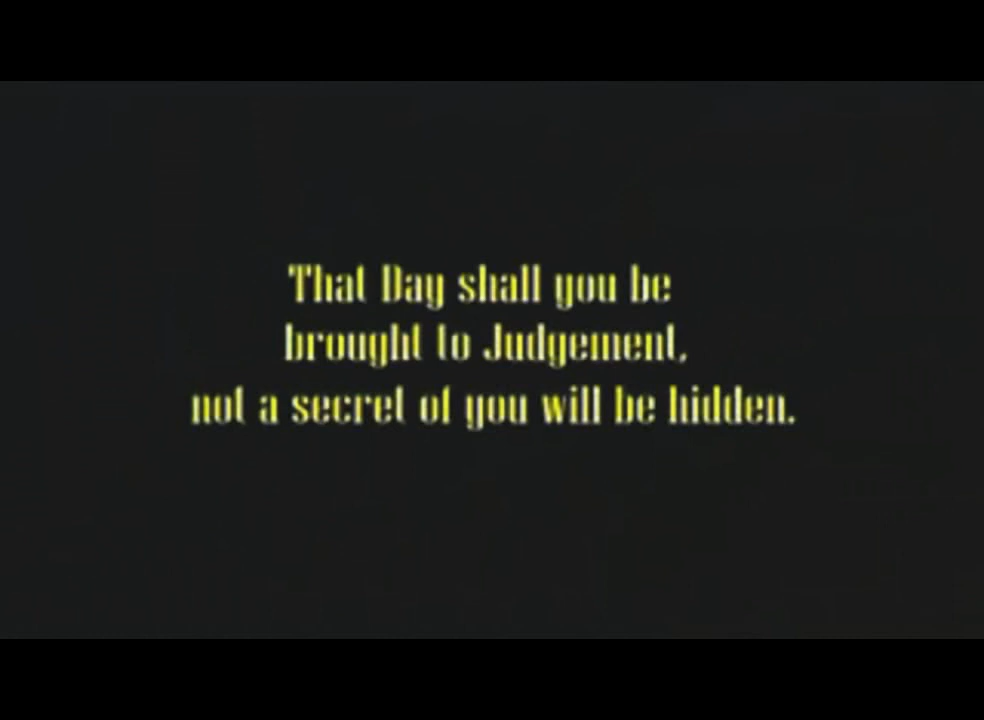 That Day shall you be
brought to Judgement,
not a secret of you will be hidden.